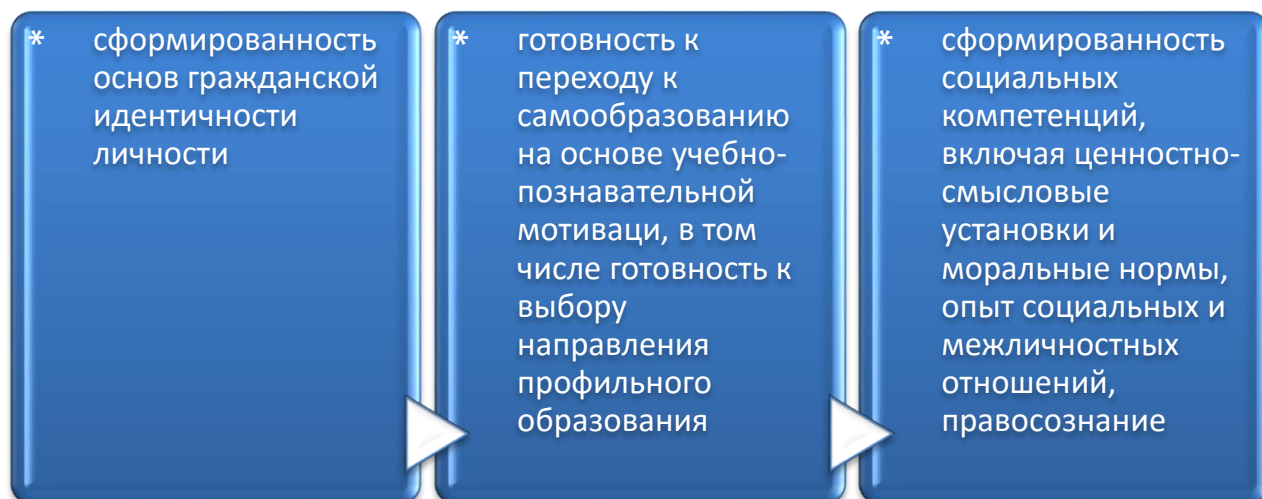 * сформированность
основ гражданской
идентичности
личности
* готовность к
переходу к
самообразованию
на основе учебно-
познавательной
мотиваци, в том
числе готовность к
выбору
направления
профильного
образования
* сформированность
социальных
компетенций,
включая ценностно-
смысловые
установки и
моральные нормы,
опыт социальных и
межличностных
отношений,
правосознание